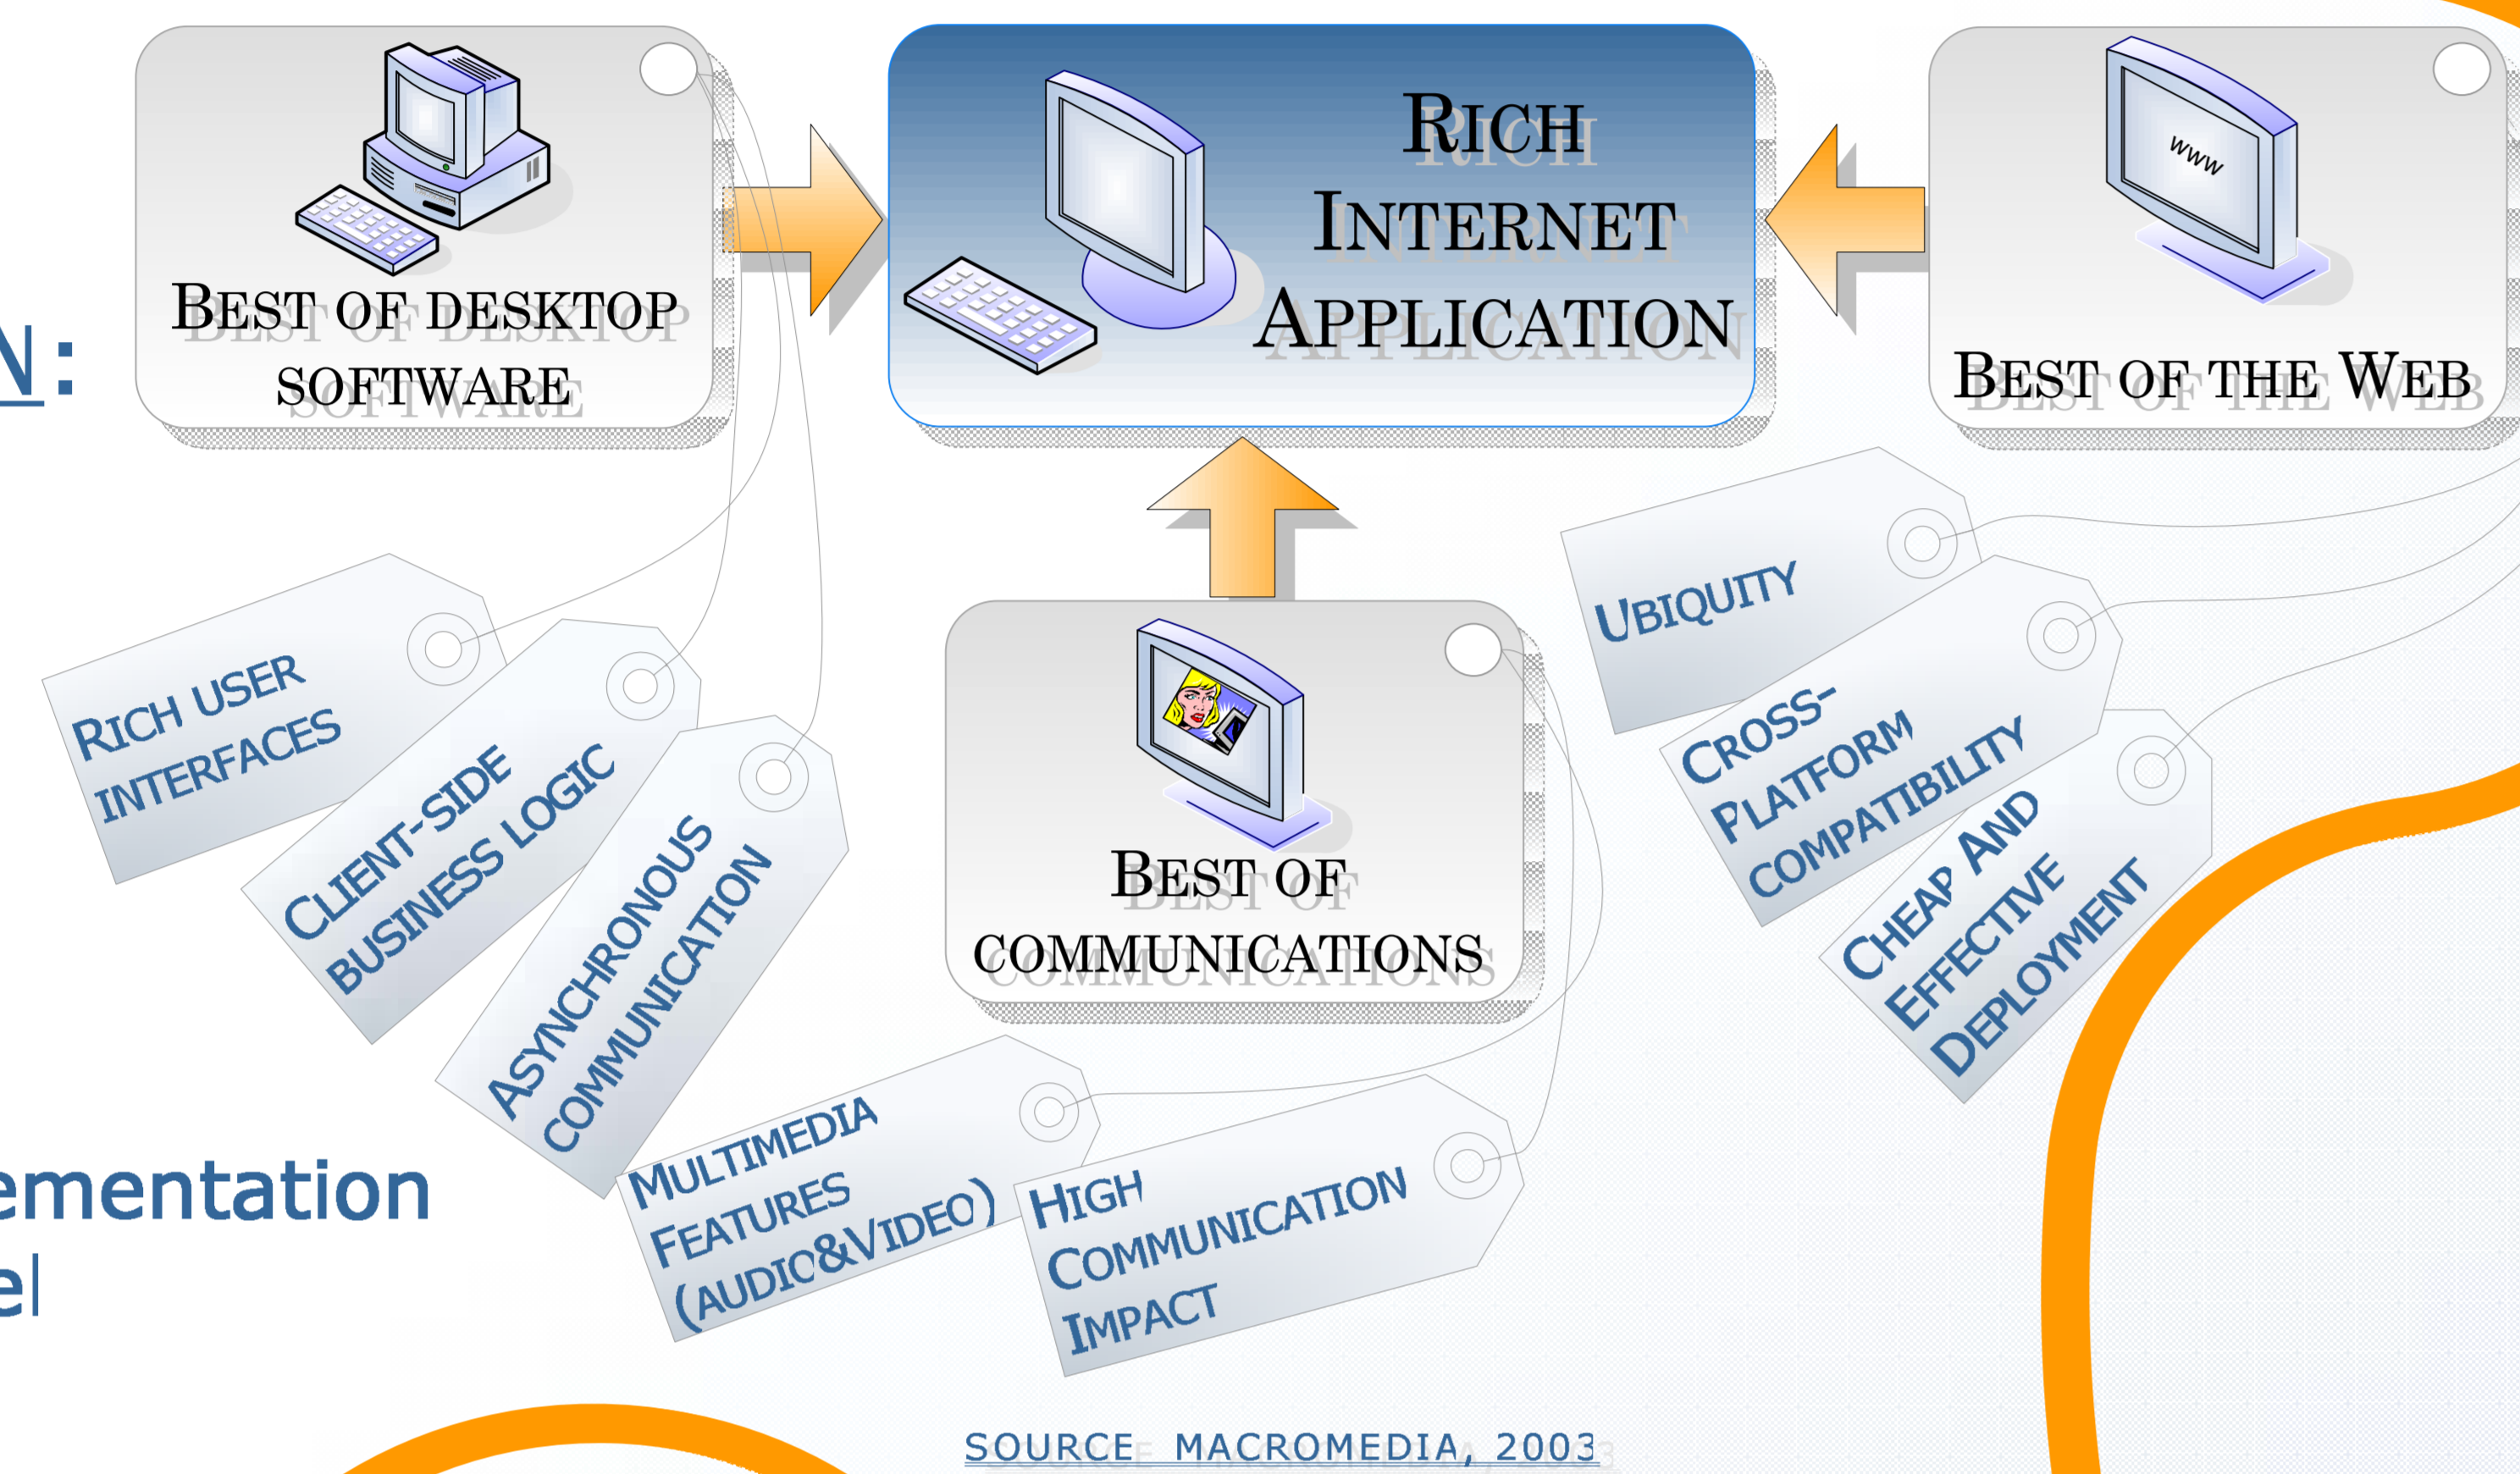 BEST OF DESKTOP
SOFTWARE
RICH
INTERNET
APPLICATION
WWW
BEST OF THE WEB
N:
RICH USER
INTERFACES
CLIENT-SIDE
BUSINESS LOGIC
ASYNCHRONOUS
COMMUNICATION
BEST OF
COMMUNICATIONS
UBIQUITY
CROSS-
PLATFORM
COMPATIBILITY
CHEAP AND
EFFECTIVE
DEPLOYMENT
MULTIMEDIA
FEATURES
(AUDIO&VIDEO)
HIGH
COMMUNICATION
IMPACT
ementation
el
SOURCE MACROMEDIA, 2003